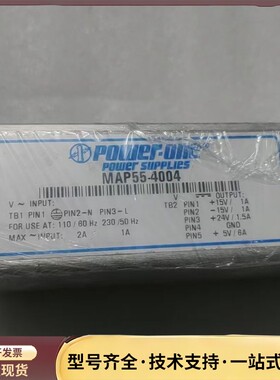 POWER-ONE
POWER SUPPLIES
MAP55-4004
V ~ INPUT:
TB1 PIN1 PIN2-N PIN3-L
FOR USE AT: 110/60 Hz 230/50 Hz
MAX ~ INPUT: 2A 1A
V OUTPUT:
TB2 PIN1 +15V/ 1A
PIN2 -15V/ 1A
PIN3 +24V/1.5A
PIN4 GND
PIN5 + 5V/6A
发票
现货
型号齐全·技术支持·一站式